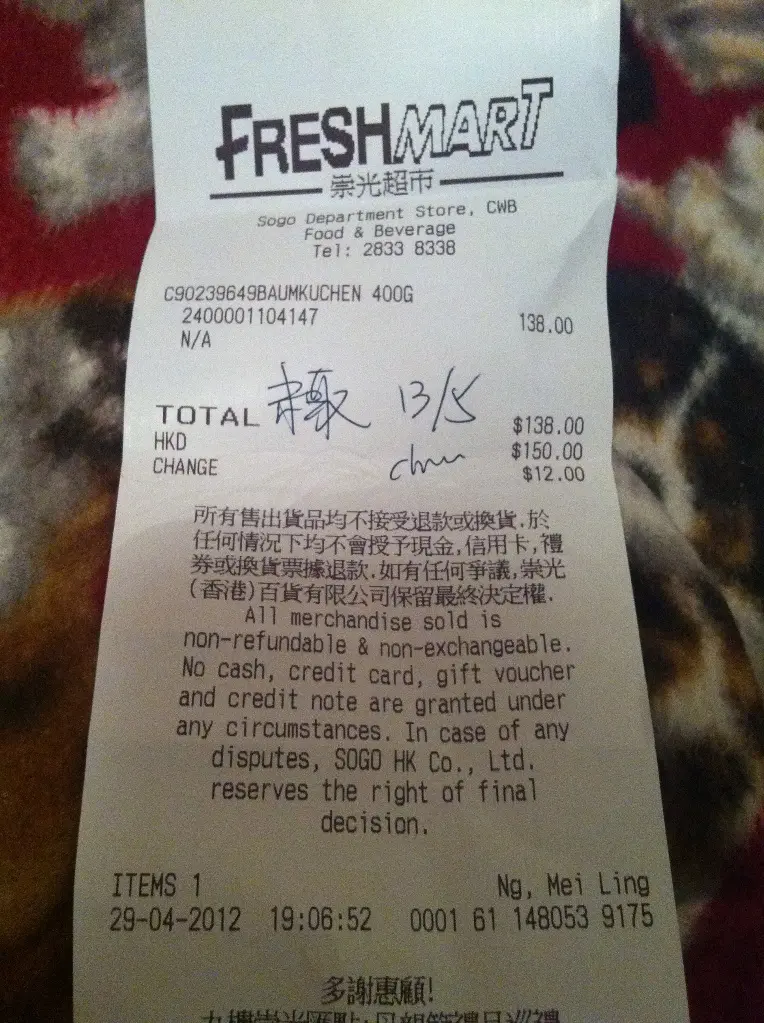 FRESHMART
崇光超市
Sogo Department Store, CWB
Food & Beverage
Tel: 2833 8338
C90239649BAUMKUCHEN 400G
2400001104147 138.00
N/A
未取 13/5
TOTAL $138.00
HKD $150.00
CHANGE $12.00
所有售出貨品均不接受退款或換貨.於
任何情況下均不會授予現金,信用卡,禮
券或換貨票據退款.如有任何爭議,崇光
(香港)百貨有限公司保留最終決定權.
All merchandise sold is
non-refundable & non-exchangeable.
No cash, credit card, gift voucher
and credit note are granted under
any circumstances. In case of any
disputes, SOGO HK Co., Ltd.
reserves the right of final
decision.
ITEMS 1 Ng, Mei Ling
29-04-2012 19:06:52 0001 61 148053 9175
多謝惠顧!